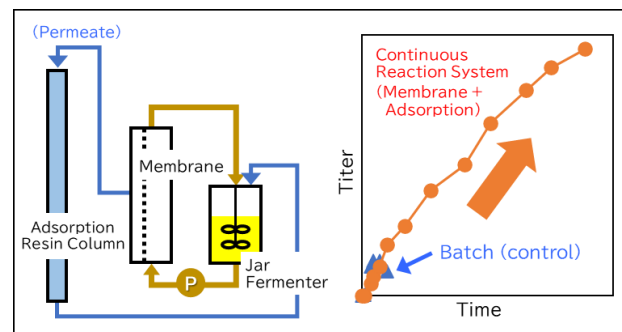 (Permeate)
Membrane
Adsorption
Resin Column
P
Jar
Fermenter
Continuous
Reaction System
(Membrane +
Adsorption)
Titer
Batch (control)
Time